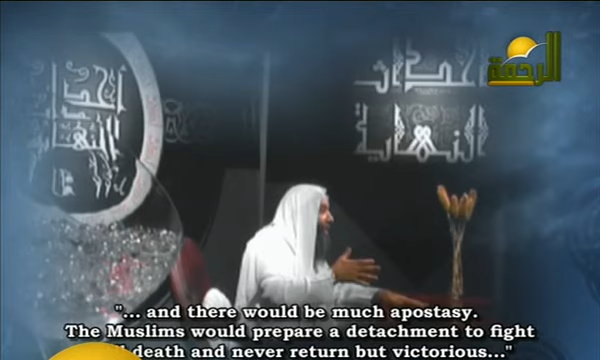 الرحمة
أحداث
النهاية
"... and there would be much apostasy.
The Muslims would prepare a detachment to fight
death and never return but victorious..."